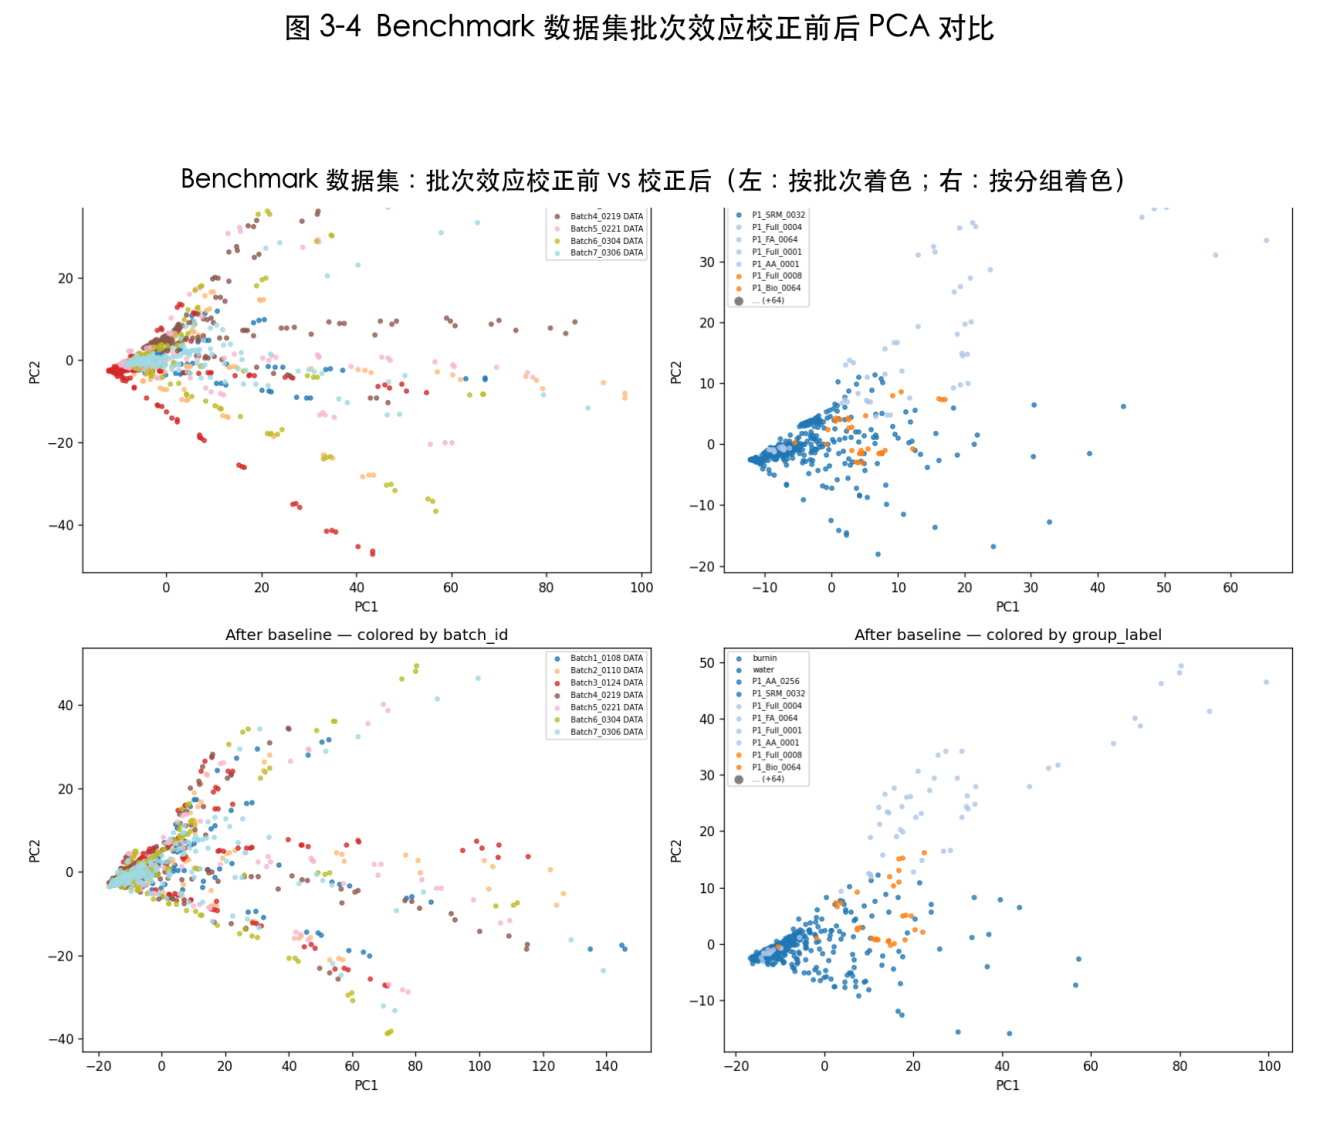 图 3-4 Benchmark 数据集批次效应校正前后 PCA 对比
Benchmark 数据集：批次效应校正前 vs 校正后（左：按批次着色；右：按分组着色）
Batch4_0219 DATA
Batch5_0221 DATA
Batch6_0304 DATA
Batch7_0306 DATA
20
0
−20
−40
PC2
0
20
40
60
80
100
PC1
P1_SRM_0032
P1_Full_0004
P1_FA_0064
P1_Full_0001
P1_AA_0001
P1_Full_0008
P1_Bio_0064
... (+64)
30
20
10
0
−10
−20
PC2
−10
0
10
20
30
40
50
60
PC1
After baseline — colored by batch_id
Batch1_0108 DATA
Batch2_0110 DATA
Batch3_0124 DATA
Batch4_0219 DATA
Batch5_0221 DATA
Batch6_0304 DATA
Batch7_0306 DATA
40
20
0
−20
−40
PC2
−20
0
20
40
60
80
100
120
140
PC1
After baseline — colored by group_label
burnin
water
P1_AA_0256
P1_SRM_0032
P1_Full_0004
P1_FA_0064
P1_Full_0001
P1_AA_0001
P1_Full_0008
P1_Bio_0064
... (+64)
50
40
30
20
10
0
−10
PC2
−20
0
20
40
60
80
100
PC1